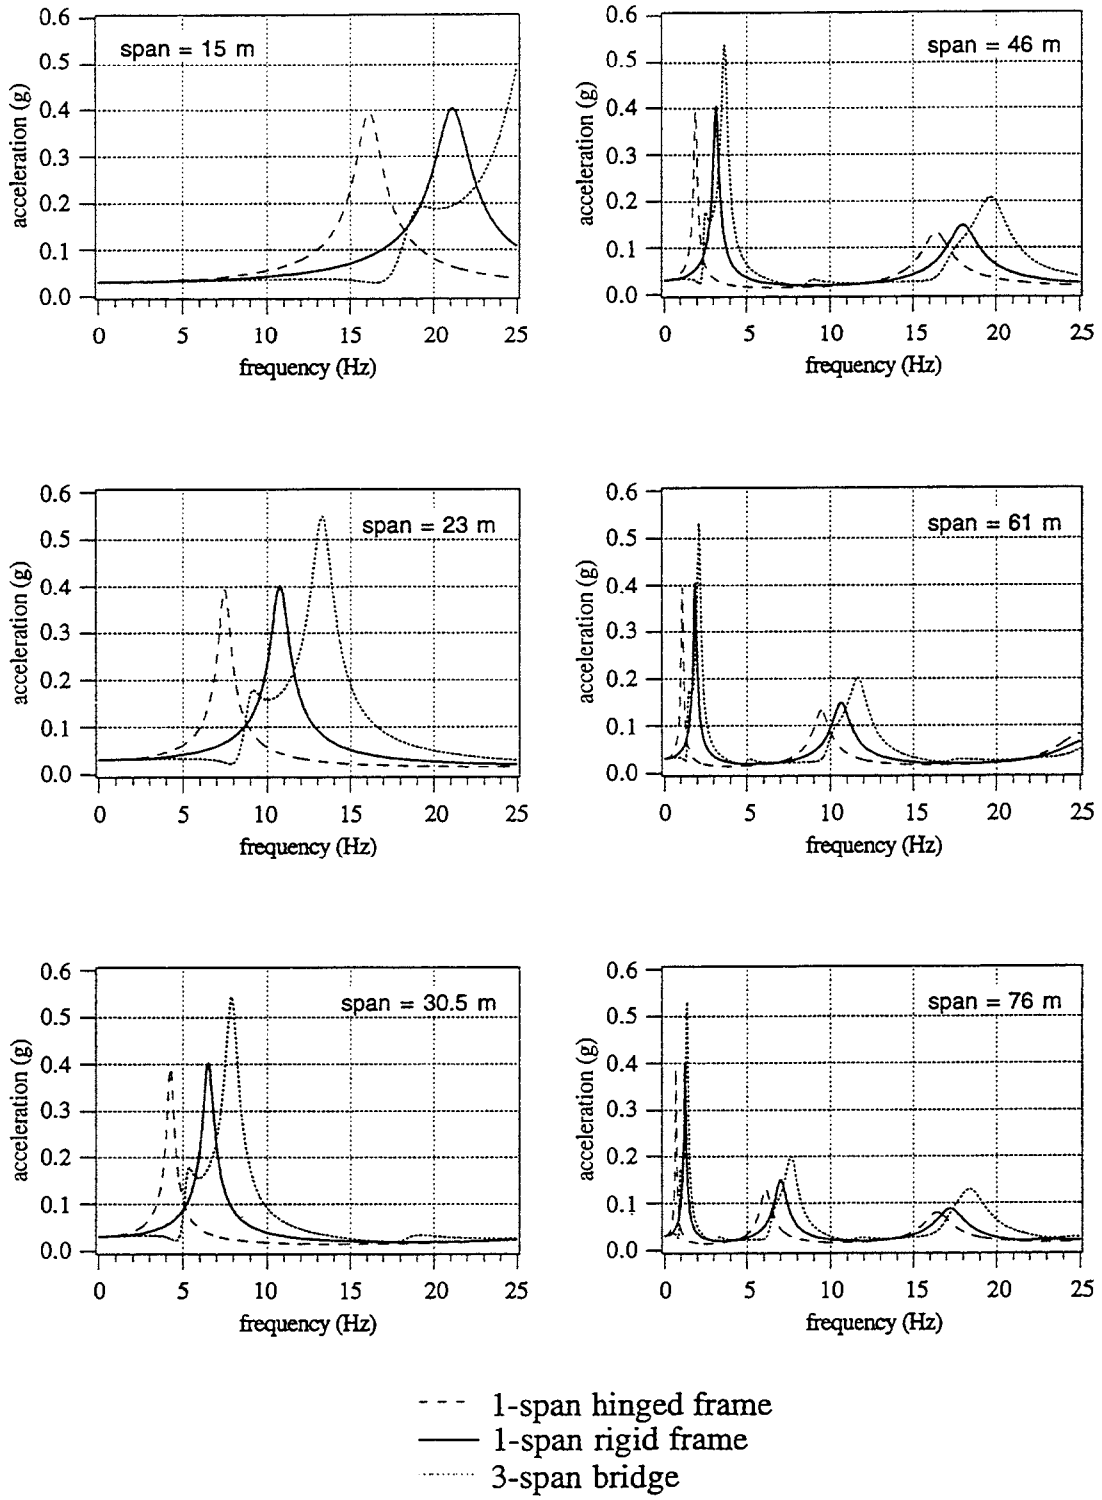 0.6
span = 15 m
0.5
0.4
0.3
0.2
0.1
0.0
acceleration (g)
0 5 10 15 20 25
frequency (Hz)
0.6
span = 46 m
0.5
0.4
0.3
0.2
0.1
0.0
acceleration (g)
0 5 10 15 20 25
frequency (Hz)
0.6
span = 23 m
0.5
0.4
0.3
0.2
0.1
0.0
acceleration (g)
0 5 10 15 20 25
frequency (Hz)
0.6
span = 61 m
0.5
0.4
0.3
0.2
0.1
0.0
acceleration (g)
0 5 10 15 20 25
frequency (Hz)
0.6
span = 30.5 m
0.5
0.4
0.3
0.2
0.1
0.0
acceleration (g)
0 5 10 15 20 25
frequency (Hz)
0.6
span = 76 m
0.5
0.4
0.3
0.2
0.1
0.0
acceleration (g)
0 5 10 15 20 25
frequency (Hz)
1-span hinged frame
1-span rigid frame
3-span bridge